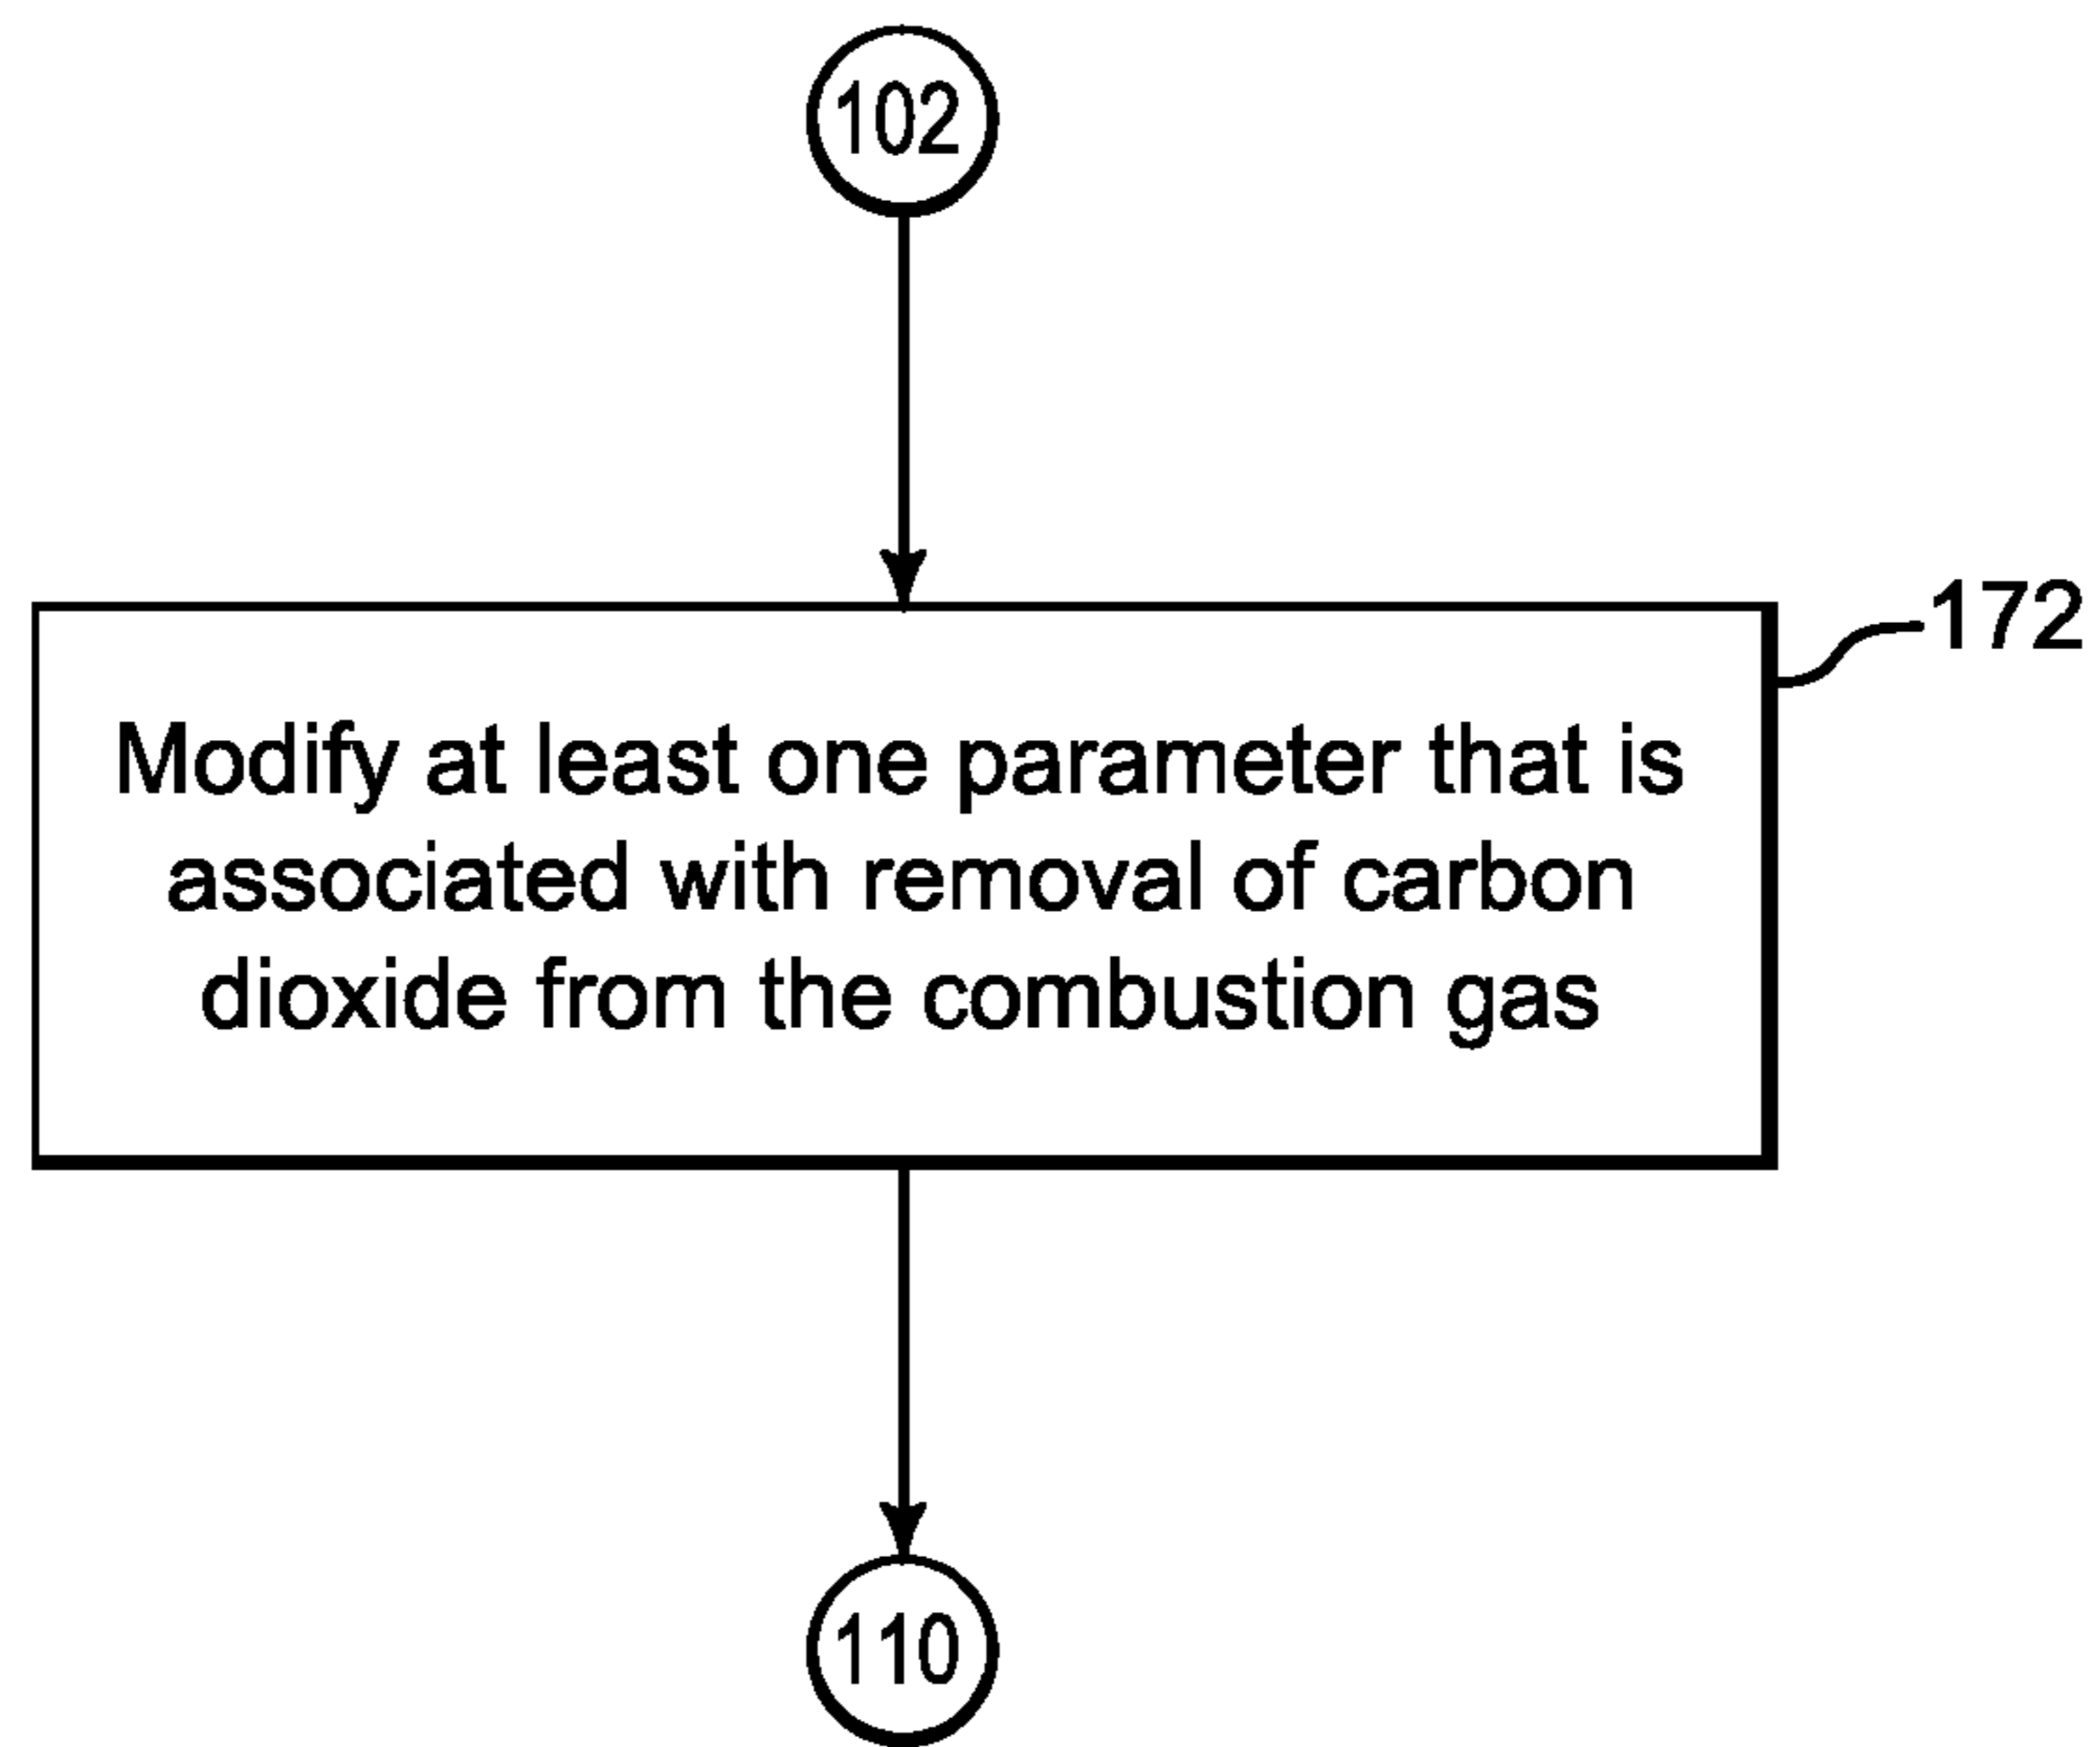 102
172
Modify at least one parameter that is
associated with removal of carbon
dioxide from the combustion gas
110